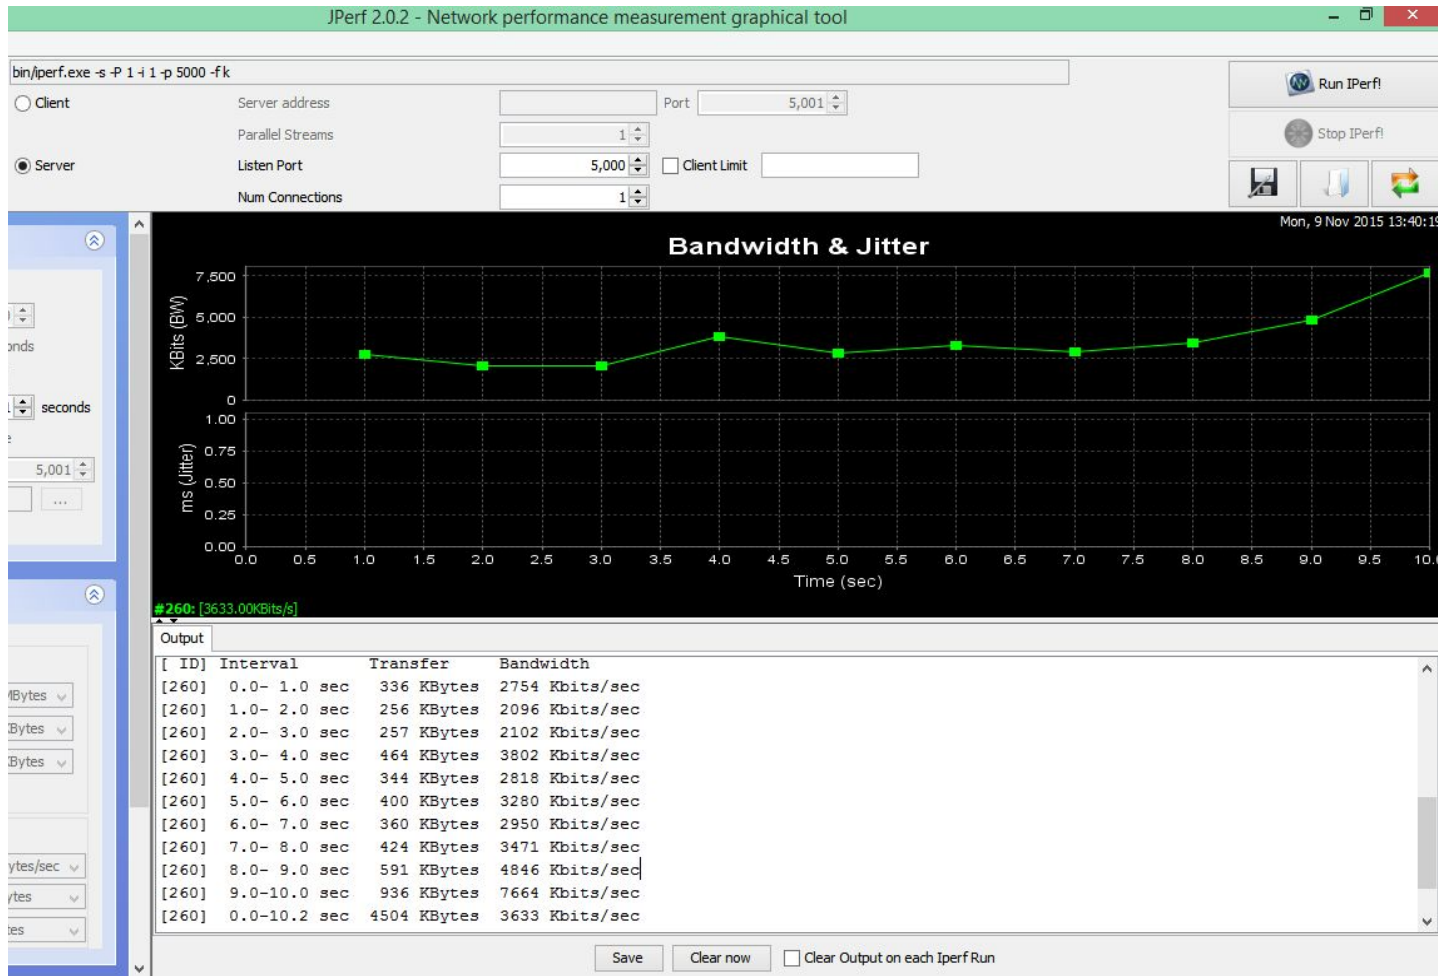 JPerf 2.0.2 - Network performance measurement graphical tool
bin/iperf.exe -s -P 1 -i 1 -p 5000 -f k
Run IPerf!
Client
Server address
Port
5,001
Parallel Streams
1
Stop IPerf!
Server
Listen Port
5,000
Client Limit
Num Connections
1
Mon, 9 Nov 2015 13:40:19
Bandwidth & Jitter
KBits (BW)
7,500
5,000
2,500
0
seconds
5,001
...
ms (Jitter)
1.00
0.75
0.50
0.25
0.00
0.0 0.5 1.0 1.5 2.0 2.5 3.0 3.5 4.0 4.5 5.0 5.5 6.0 6.5 7.0 7.5 8.0 8.5 9.0 9.5 10.
Time (sec)
#260: [3633.00KBits/s]
Output
[ ID] Interval Transfer Bandwidth
[260] 0.0- 1.0 sec 336 KBytes 2754 Kbits/sec
[260] 1.0- 2.0 sec 256 KBytes 2096 Kbits/sec
[260] 2.0- 3.0 sec 257 KBytes 2102 Kbits/sec
[260] 3.0- 4.0 sec 464 KBytes 3802 Kbits/sec
[260] 4.0- 5.0 sec 344 KBytes 2818 Kbits/sec
[260] 5.0- 6.0 sec 400 KBytes 3280 Kbits/sec
[260] 6.0- 7.0 sec 360 KBytes 2950 Kbits/sec
[260] 7.0- 8.0 sec 424 KBytes 3471 Kbits/sec
[260] 8.0- 9.0 sec 591 KBytes 4846 Kbits/sec
[260] 9.0-10.0 sec 936 KBytes 7664 Kbits/sec
[260] 0.0-10.2 sec 4504 KBytes 3633 Kbits/sec
Save
Clear now
Clear Output on each Iperf Run